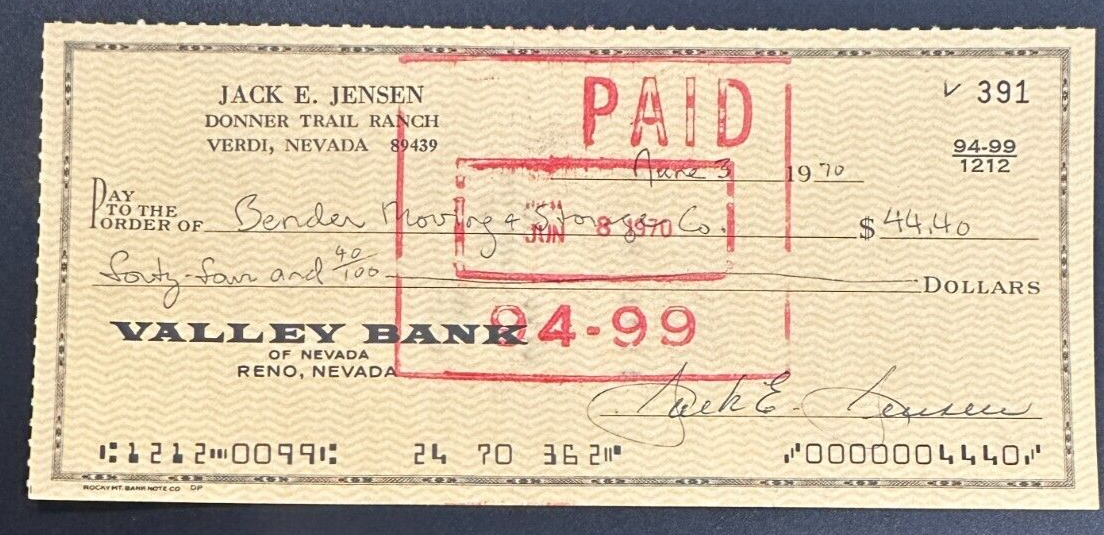 JACK E. JENSEN
DONNER TRAIL RANCH
VERDI, NEVADA 89439
PAID
391
94-99
1212
June 3 1970
PAY TO THE ORDER OF Bender Moving & Storage Co. $ 44.40
JUN 8 1970
forty-four and 40/100 DOLLARS
94-99
VALLEY BANK
OF NEVADA
RENO, NEVADA
Jack E. Jensen
⑆1212⑉0099⑆ 24 70 362⑈ ⑇0000004440⑇
ROCKY MT. BANK NOTE CO DP